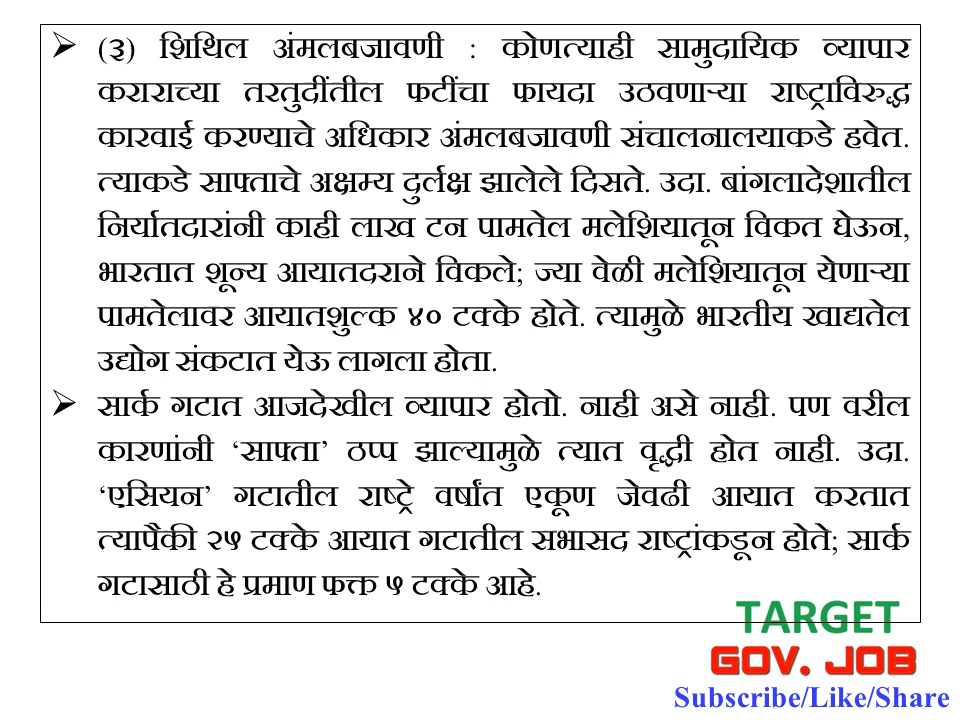 ➢ (३) शिथिल अंमलबजावणी : कोणत्याही सामुदायिक व्यापार
कराराच्या तरतुदींतील फटींचा फायदा उठवणाऱ्या राष्ट्राविरुद्ध
कारवाई करण्याचे अधिकार अंमलबजावणी संचालनालयाकडे हवेत.
त्याकडे साफ्ताचे अक्षम्य दुर्लक्ष झालेले दिसते. उदा. बांगलादेशातील
निर्यातदारांनी काही लाख टन पामतेल मलेशियातून विकत घेऊन,
भारतात शून्य आयातदराने विकले; ज्या वेळी मलेशियातून येणाऱ्या
पामतेलावर आयातशुल्क ४० टक्के होते. त्यामुळे भारतीय खाद्यतेल
उद्योग संकटात येऊ लागला होता.
➢ सार्क गटात आजदेखील व्यापार होतो. नाही असे नाही. पण वरील
कारणांनी ‘साफ्ता’ ठप्प झाल्यामुळे त्यात वृद्धी होत नाही. उदा.
‘एसियन’ गटातील राष्ट्रे वर्षांत एकूण जेवढी आयात करतात
त्यापैकी २५ टक्के आयात गटातील सभासद राष्ट्रांकडून होते; सार्क
गटासाठी हे प्रमाण फक्त ५ टक्के आहे.
TARGET
GOV. JOB
Subscribe/Like/Share